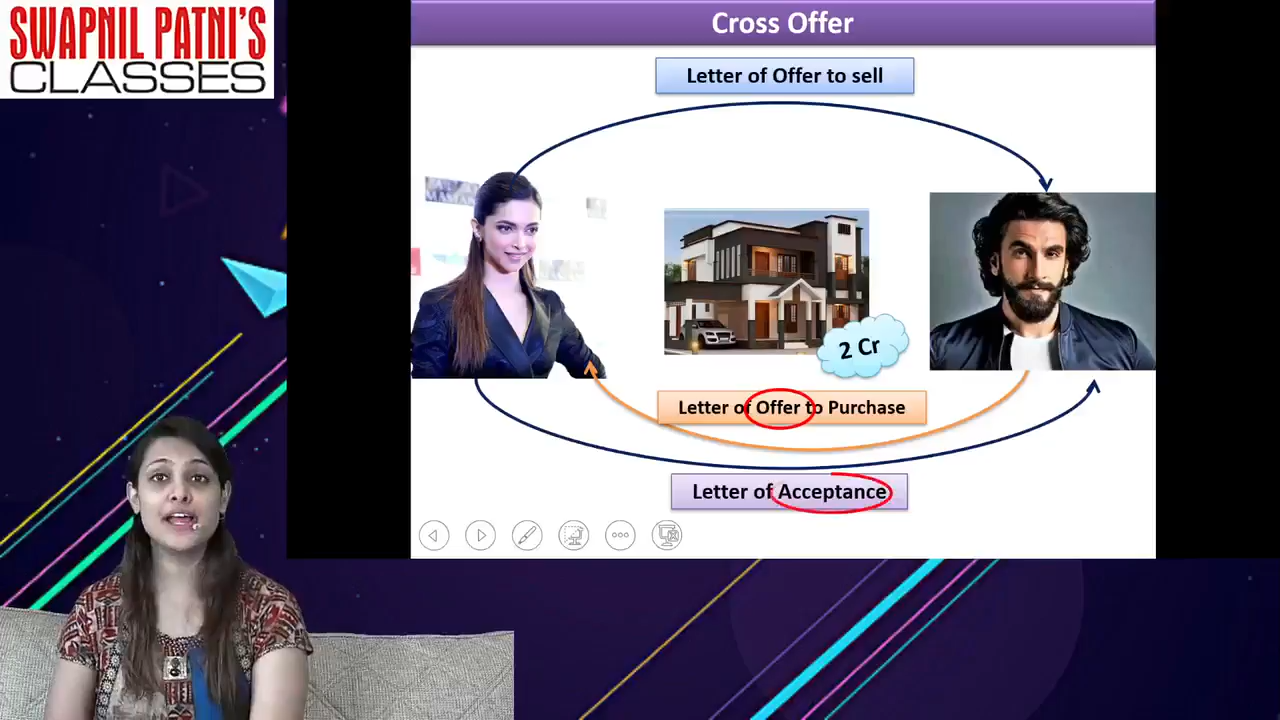 SWAPNIL PATNI'S
CLASSES
Cross Offer
Letter of Offer to sell
2 Cr
Letter of Offer to Purchase
Letter of Acceptance